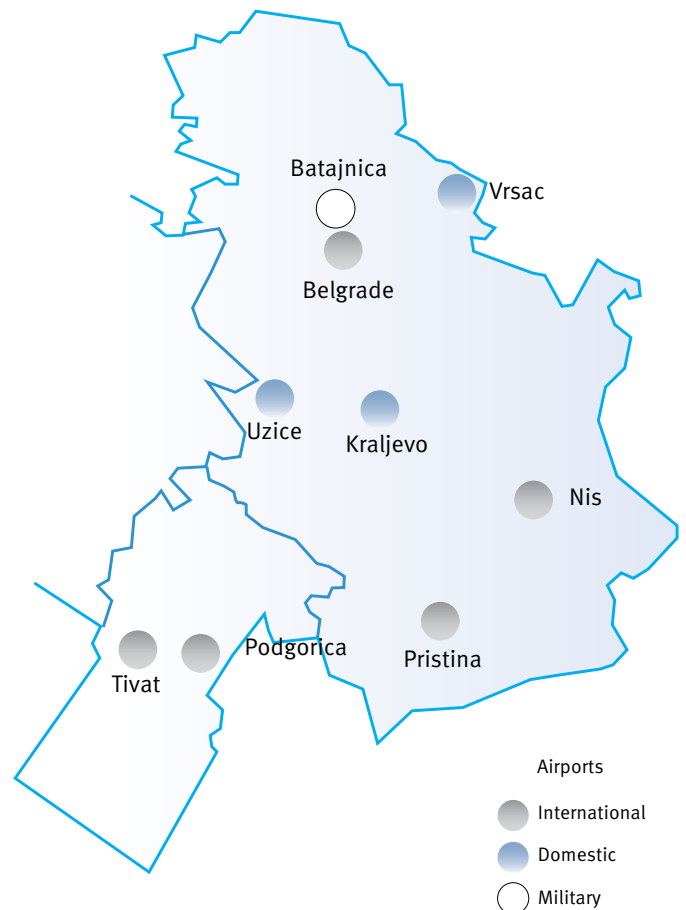 Batajnica
Vrsac
Belgrade
Uzice
Kraljevo
Nis
Podgorica
Pristina
Tivat
Airports
International
Domestic
Military